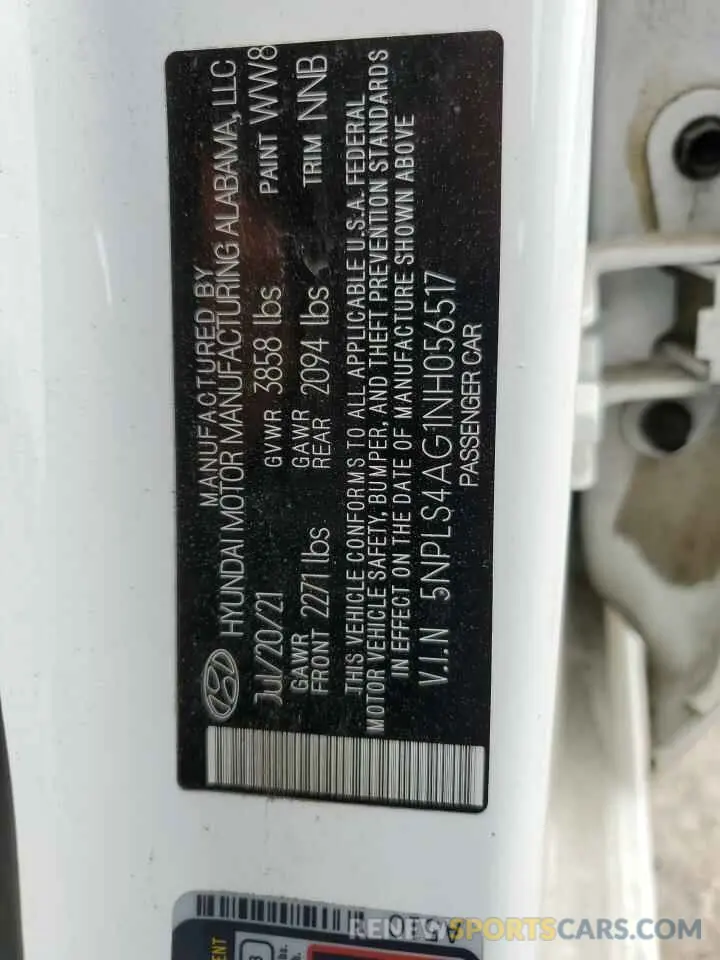 MANUFACTURED BY
HYUNDAI MOTOR MANUFACTURING ALABAMA, LLC
Jul/20/21 GVWR 3858 lbs PAINT WW8
GAWR FRONT 2271 lbs GAWR REAR 2094 lbs TRIM NNB
THIS VEHICLE CONFORMS TO ALL APPLICABLE U.S.A. FEDERAL
MOTOR VEHICLE SAFETY, BUMPER, AND THEFT PREVENTION STANDARDS
IN EFFECT ON THE DATE OF MANUFACTURE SHOWN ABOVE
V.I.N 5NPLS4AG1NH056517
PASSENGER CAR
A510
RENEWSPORTSCARS.COM